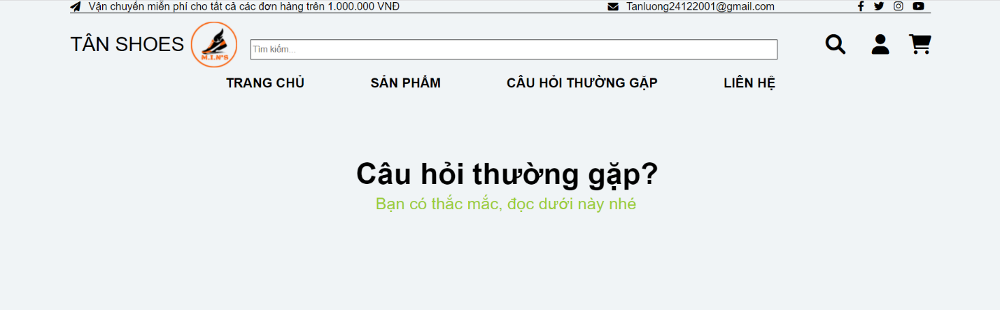 Vận chuyển miễn phí cho tất cả các đơn hàng trên 1.000.000 VNĐ
Tanluong24122001@gmail.com
TÂN SHOES
M.I.N'S
Tìm kiếm...
TRANG CHỦ
SẢN PHẨM
CÂU HỎI THƯỜNG GẶP
LIÊN HỆ
Câu hỏi thường gặp?
Bạn có thắc mắc, đọc dưới này nhé